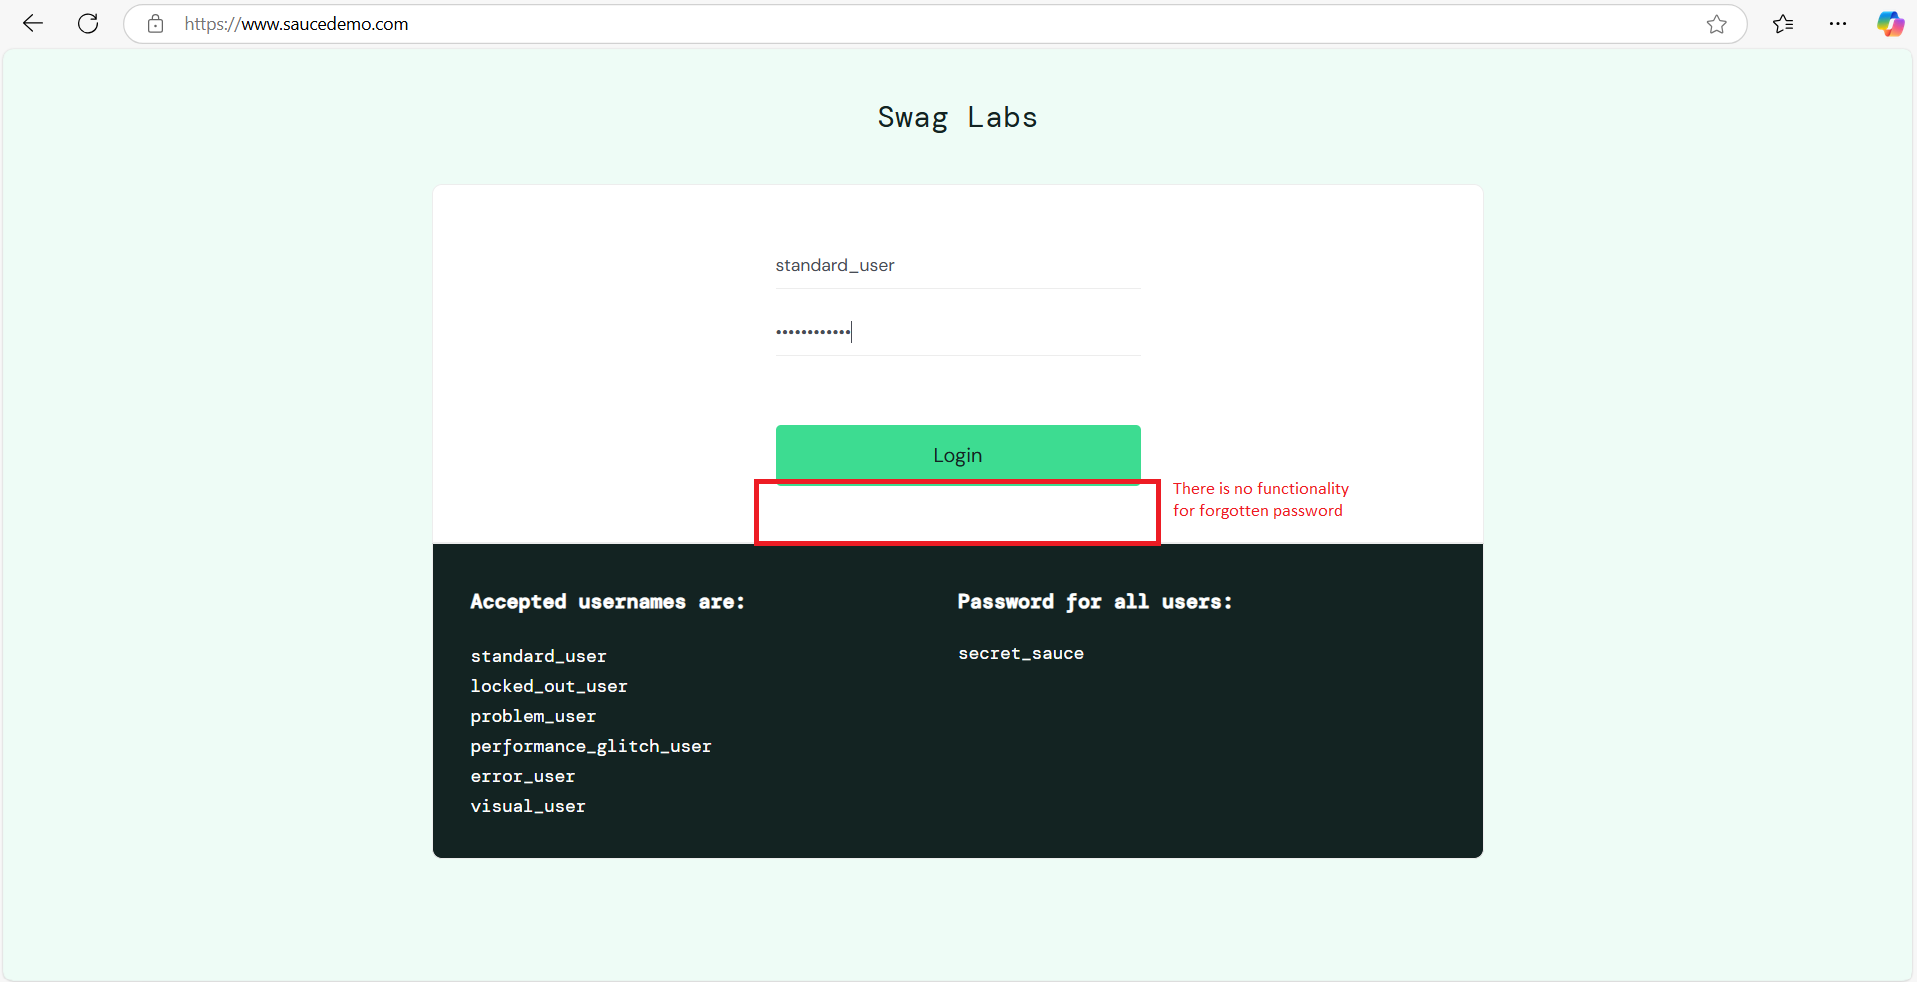 https://www.saucedemo.com
Swag Labs
standard_user
••••••••••••
Login
There is no functionality
for forgotten password
Accepted usernames are:
standard_user
locked_out_user
problem_user
performance_glitch_user
error_user
visual_user
Password for all users:
secret_sauce